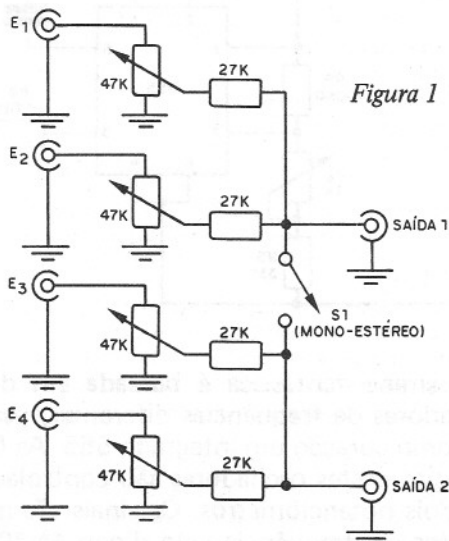 E1
47K
27K
Figura 1
E2
47K
27K
SAÍDA 1
S1
(MONO-ESTÉREO)
E3
47K
27K
E4
47K
27K
SAÍDA 2